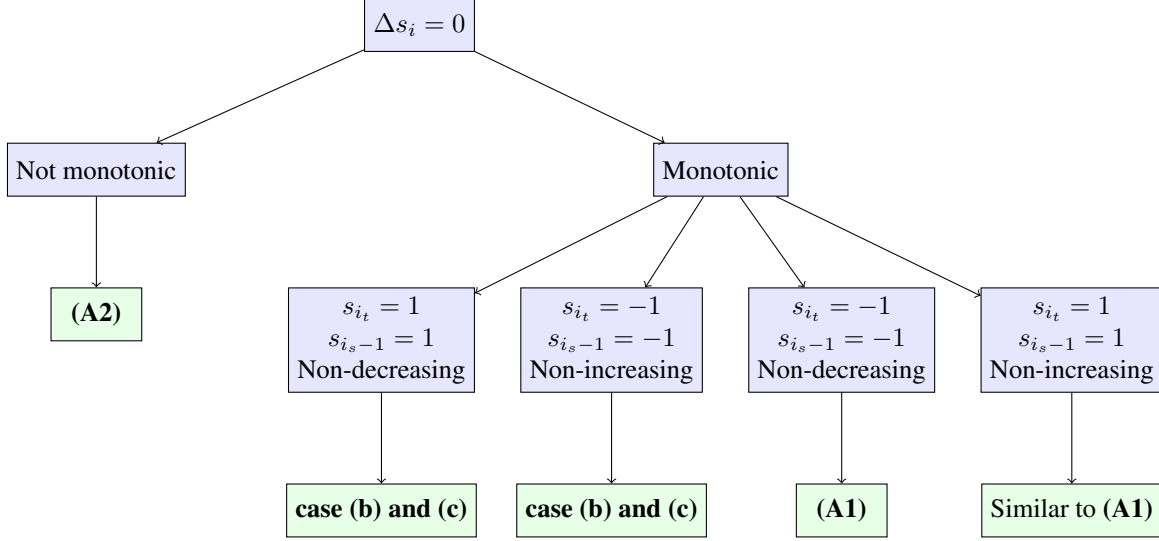 Δs_i = 0
Not monotonic
Monotonic
(A2)
s_{i_t} = 1
s_{i_s−1} = 1
Non-decreasing
s_{i_t} = −1
s_{i_s−1} = −1
Non-increasing
s_{i_t} = −1
s_{i_s−1} = −1
Non-decreasing
s_{i_t} = 1
s_{i_s−1} = 1
Non-increasing
case (b) and (c)
case (b) and (c)
(A1)
Similar to (A1)